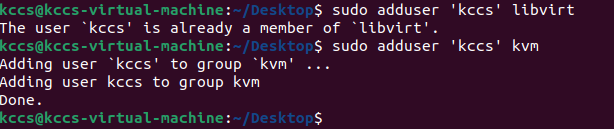 kccs@kccs-virtual-machine:~/Desktop$ sudo adduser 'kccs' libvirt
The user `kccs' is already a member of `libvirt'.
kccs@kccs-virtual-machine:~/Desktop$ sudo adduser 'kccs' kvm
Adding user `kccs' to group `kvm' ...
Adding user kccs to group kvm
Done.
kccs@kccs-virtual-machine:~/Desktop$